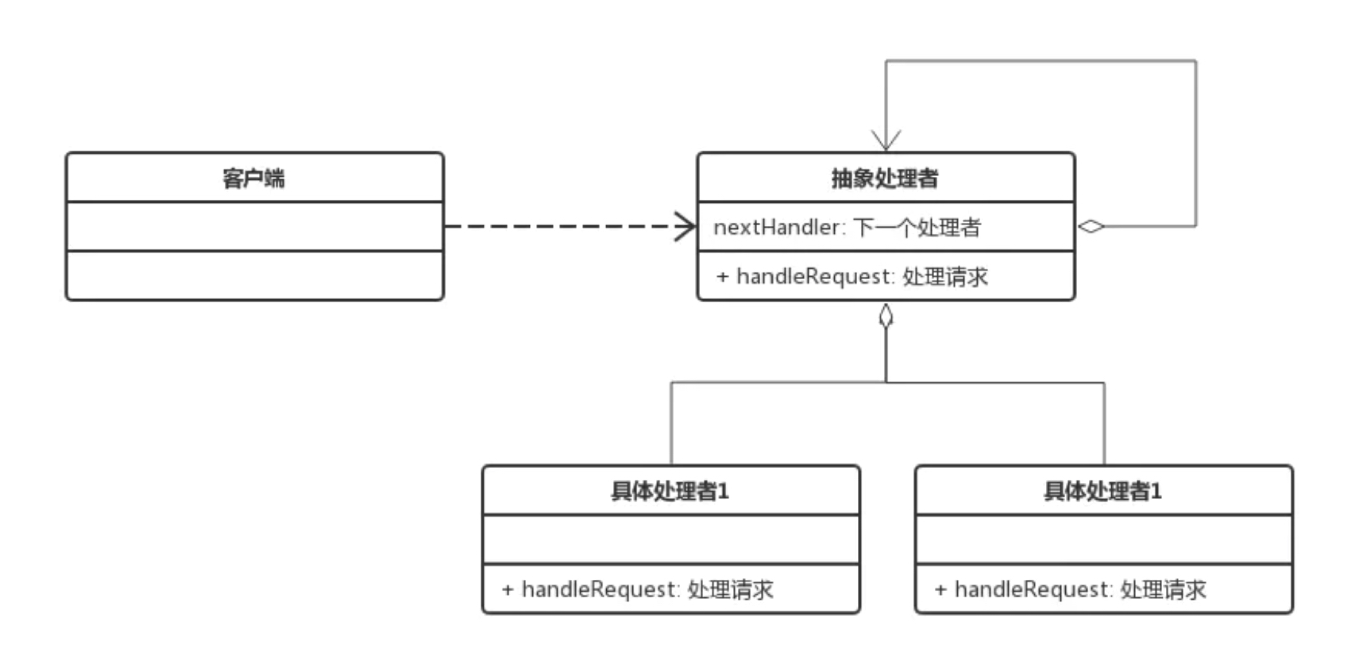 客户端
抽象处理者
nextHandler: 下一个处理者
+ handleRequest: 处理请求
具体处理者1
+ handleRequest: 处理请求
具体处理者1
+ handleRequest: 处理请求